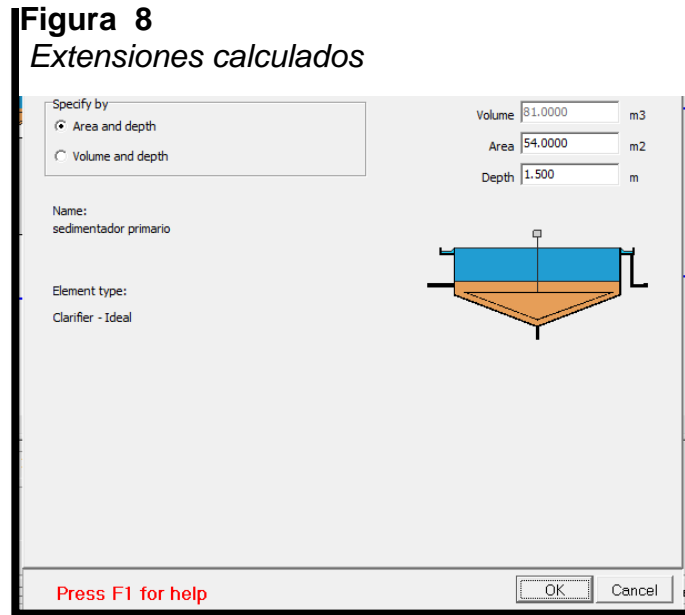 Figura 8
Extensiones calculados
Specify by
Area and depth
Volume and depth
Volume 81.0000 m3
Area 54.0000 m2
Depth 1.500 m
Name:
sedimentador primario
Element type:
Clarifier - Ideal
Press F1 for help
OK Cancel